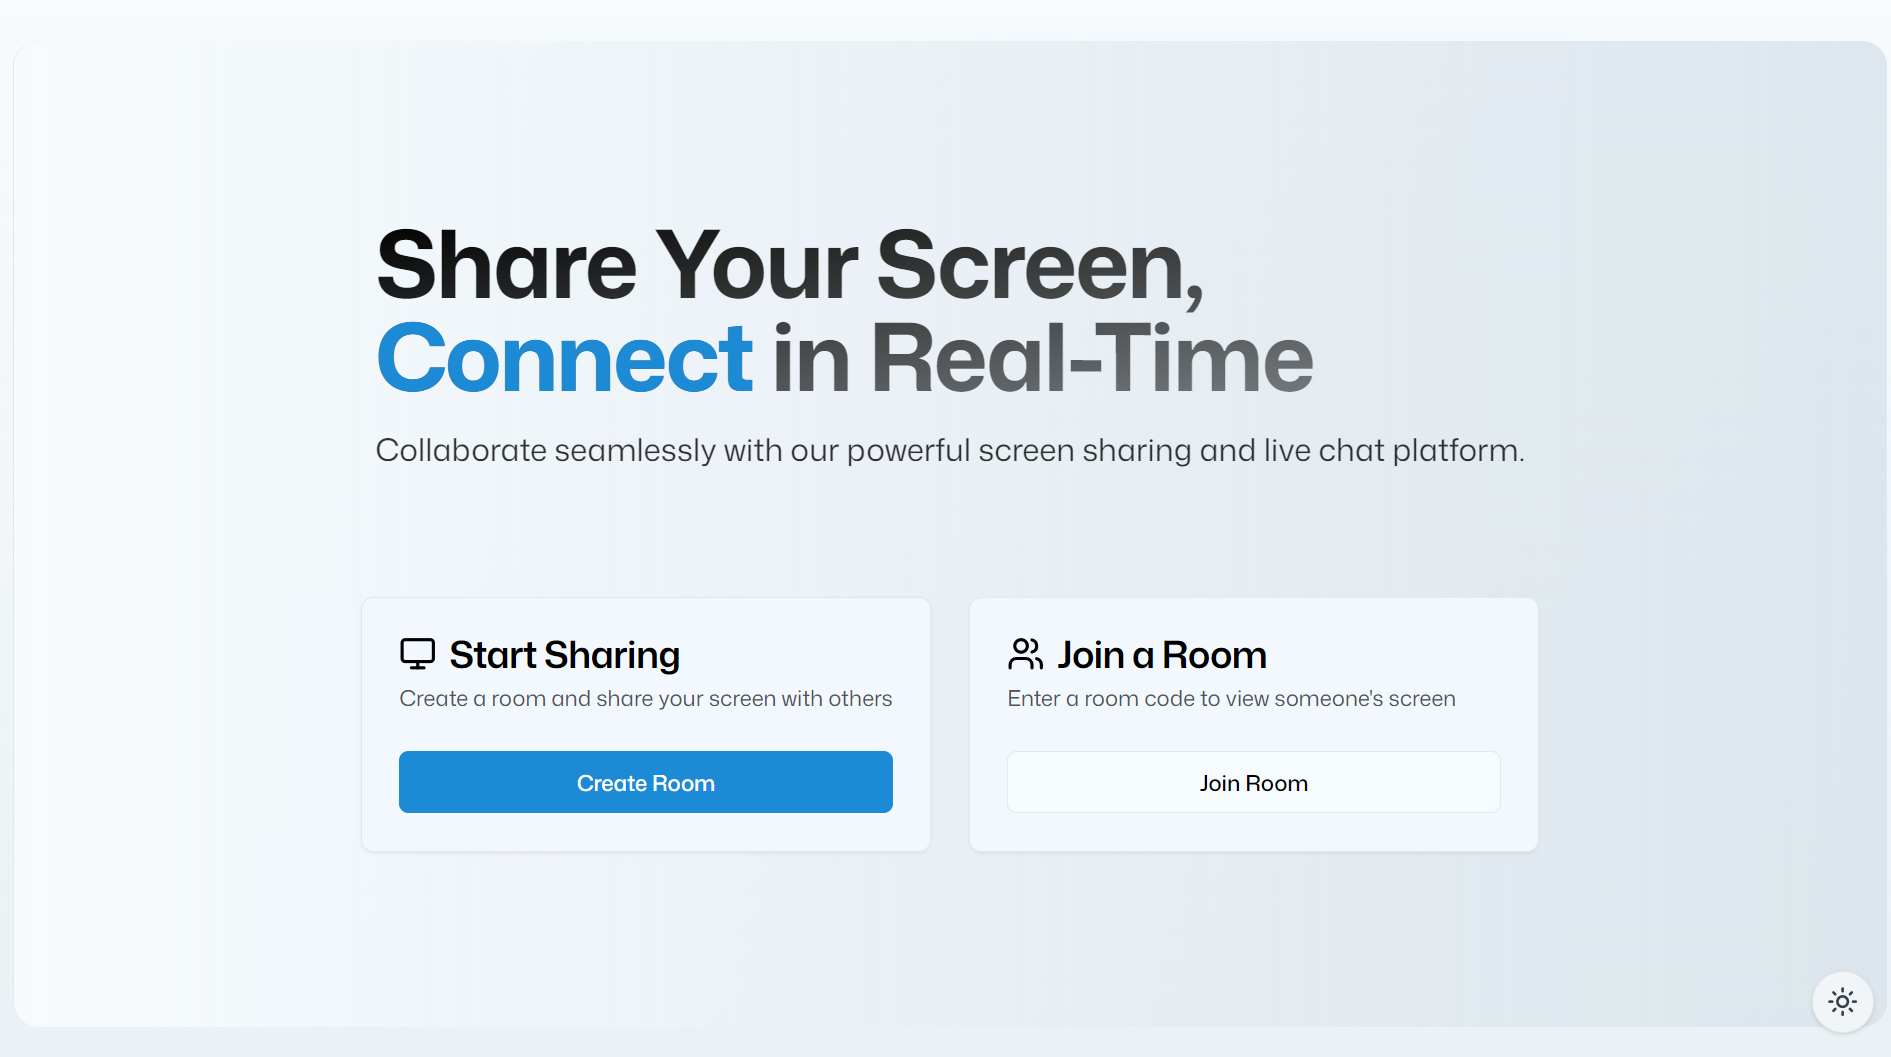 Share Your Screen,
Connect in Real-Time
Collaborate seamlessly with our powerful screen sharing and live chat platform.
Start Sharing
Create a room and share your screen with others
Create Room
Join a Room
Enter a room code to view someone's screen
Join Room